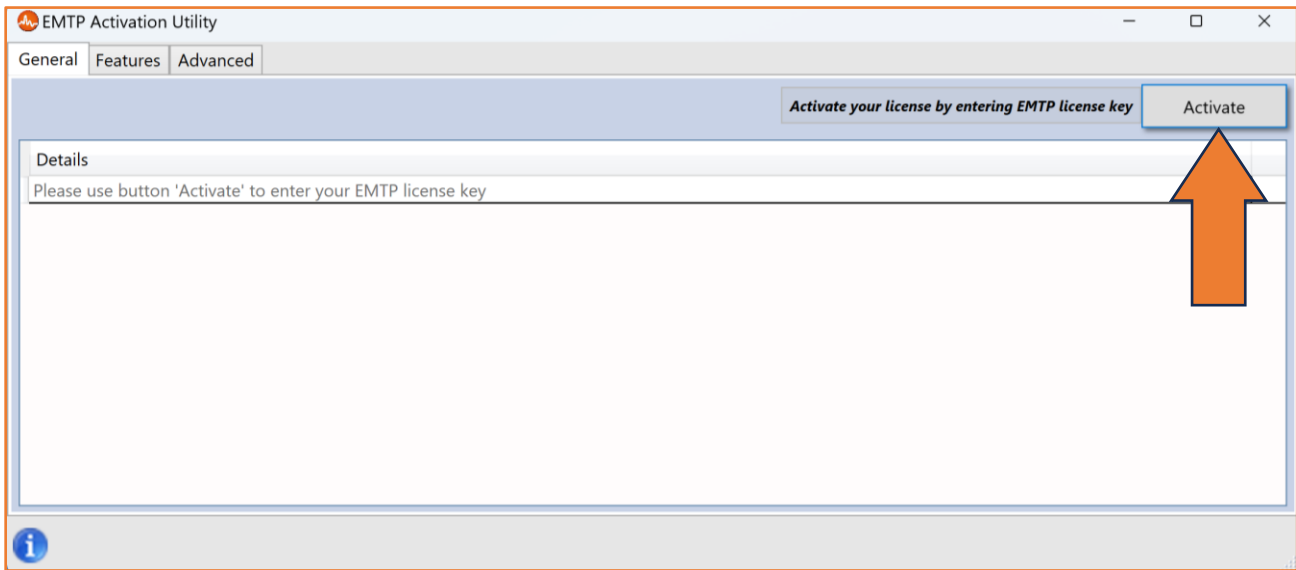 EMTP Activation Utility
General Features Advanced
Activate your license by entering EMTP license key Activate
Details
Please use button 'Activate' to enter your EMTP license key
i